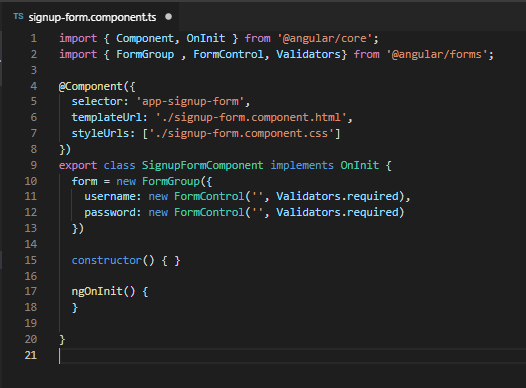 TS signup-form.component.ts ●
1 import { Component, OnInit } from '@angular/core';
2 import { FormGroup , FormControl, Validators} from '@angular/forms';
3
4 @Component({
5   selector: 'app-signup-form',
6   templateUrl: './signup-form.component.html',
7   styleUrls: ['./signup-form.component.css']
8 })
9 export class SignupFormComponent implements OnInit {
10   form = new FormGroup({
11     username: new FormControl('', Validators.required),
12     password: new FormControl('', Validators.required)
13   })
14
15   constructor() { }
16
17   ngOnInit() {
18   }
19
20 }
21